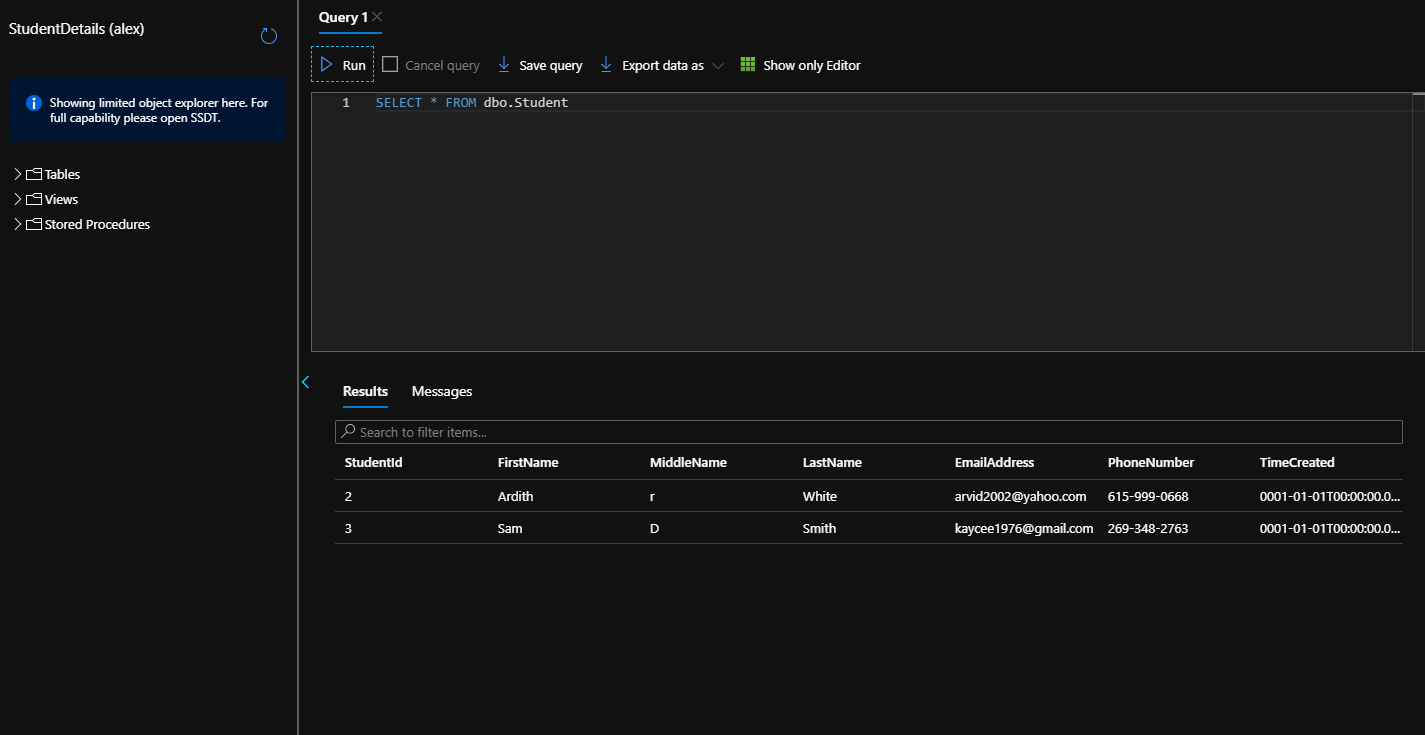 StudentDetails (alex)
Showing limited object explorer here. For
full capability please open SSDT.
Tables
Views
Stored Procedures
Query 1
Run Cancel query Save query Export data as Show only Editor
1 SELECT * FROM dbo.Student
Results Messages
Search to filter items...
StudentId FirstName MiddleName LastName EmailAddress PhoneNumber TimeCreated
2 Ardith r White arvid2002@yahoo.com 615-999-0668 0001-01-01T00:00:00.0...
3 Sam D Smith kaycee1976@gmail.com 269-348-2763 0001-01-01T00:00:00.0...